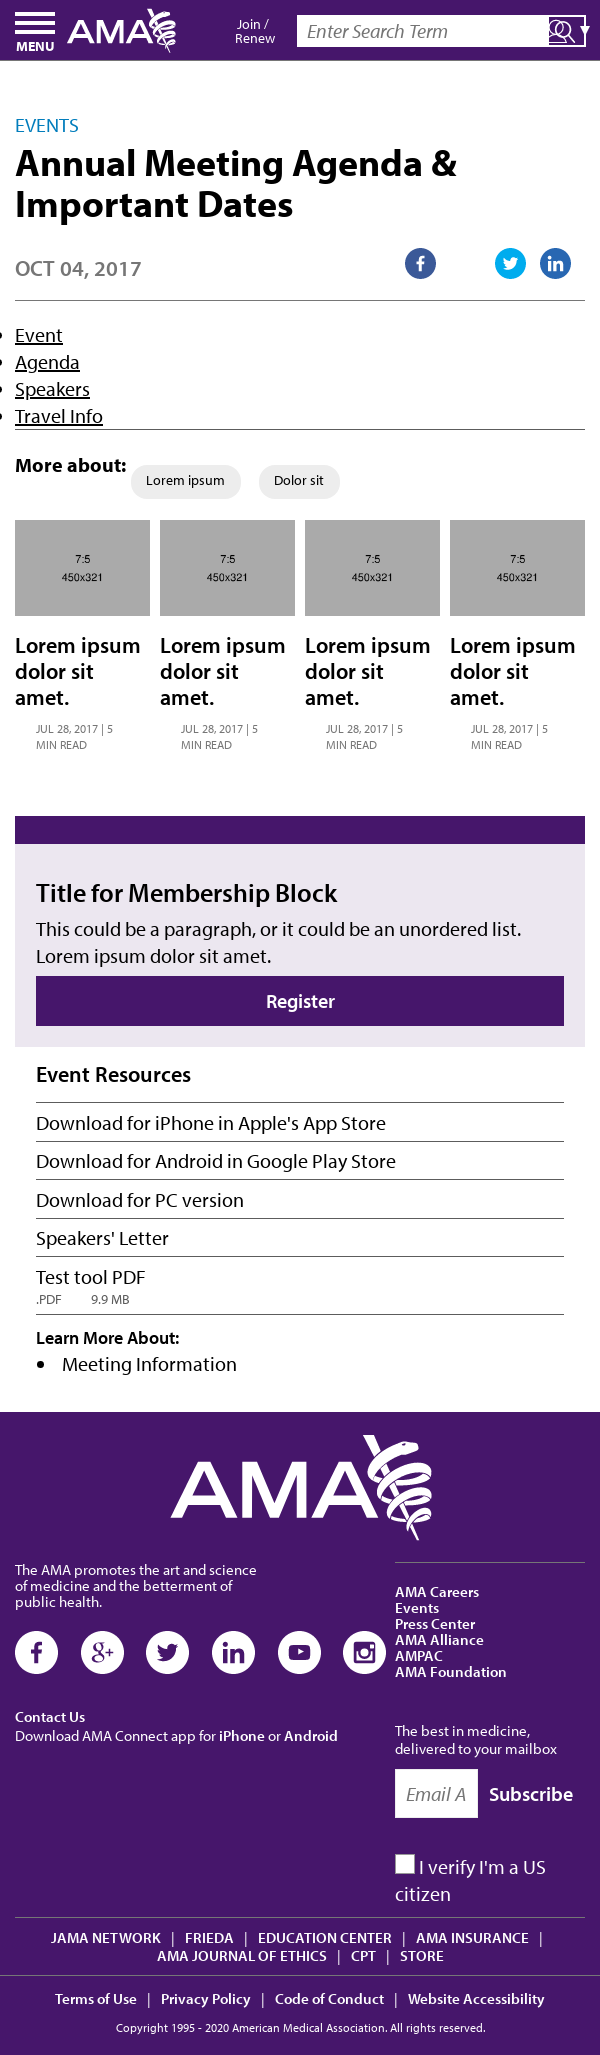 MENU
AMA
Join /
Renew
Enter Search Term
EVENTS
Annual Meeting Agenda &
Important Dates
OCT 04, 2017
Event
Agenda
Speakers
Travel Info
More about:
Lorem ipsum
Dolor sit
7:5
450x321
7:5
450x321
7:5
450x321
7:5
450x321
Lorem ipsum
dolor sit
amet.
JUL 28, 2017 | 5
MIN READ
Lorem ipsum
dolor sit
amet.
JUL 28, 2017 | 5
MIN READ
Lorem ipsum
dolor sit
amet.
JUL 28, 2017 | 5
MIN READ
Lorem ipsum
dolor sit
amet.
JUL 28, 2017 | 5
MIN READ
Title for Membership Block
This could be a paragraph, or it could be an unordered list.
Lorem ipsum dolor sit amet.
Register
Event Resources
Download for iPhone in Apple's App Store
Download for Android in Google Play Store
Download for PC version
Speakers' Letter
Test tool PDF
.PDF 9.9 MB
Learn More About:
Meeting Information
AMA
The AMA promotes the art and science
of medicine and the betterment of
public health.
Contact Us
Download AMA Connect app for iPhone or Android
AMA Careers
Events
Press Center
AMA Alliance
AMPAC
AMA Foundation
The best in medicine,
delivered to your mailbox
Email A
Subscribe
I verify I'm a US
citizen
JAMA NETWORK | FRIEDA | EDUCATION CENTER | AMA INSURANCE |
AMA JOURNAL OF ETHICS | CPT | STORE
Terms of Use | Privacy Policy | Code of Conduct | Website Accessibility
Copyright 1995 - 2020 American Medical Association. All rights reserved.